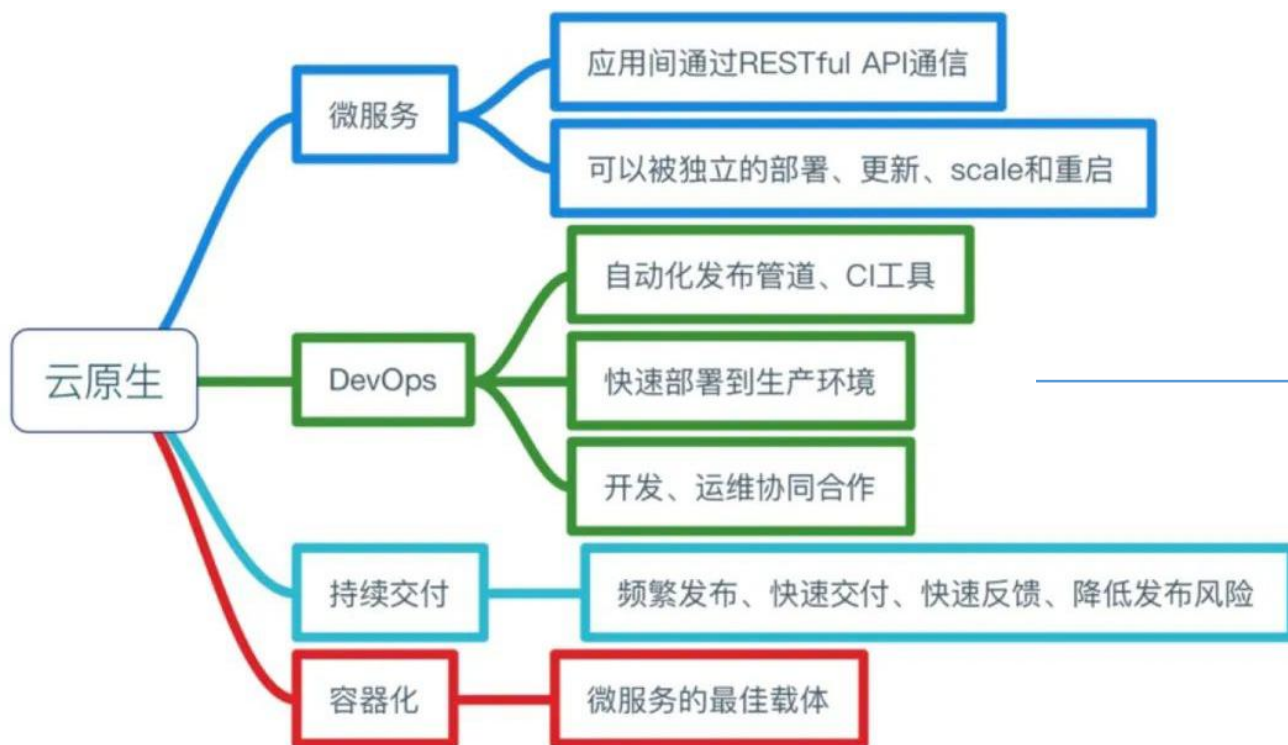 应用间通过RESTful API通信
微服务
可以被独立的部署、更新、scale和重启
自动化发布管道、CI工具
云原生
DevOps
快速部署到生产环境
开发、运维协同合作
持续交付
频繁发布、快速交付、快速反馈、降低发布风险
容器化
微服务的最佳载体